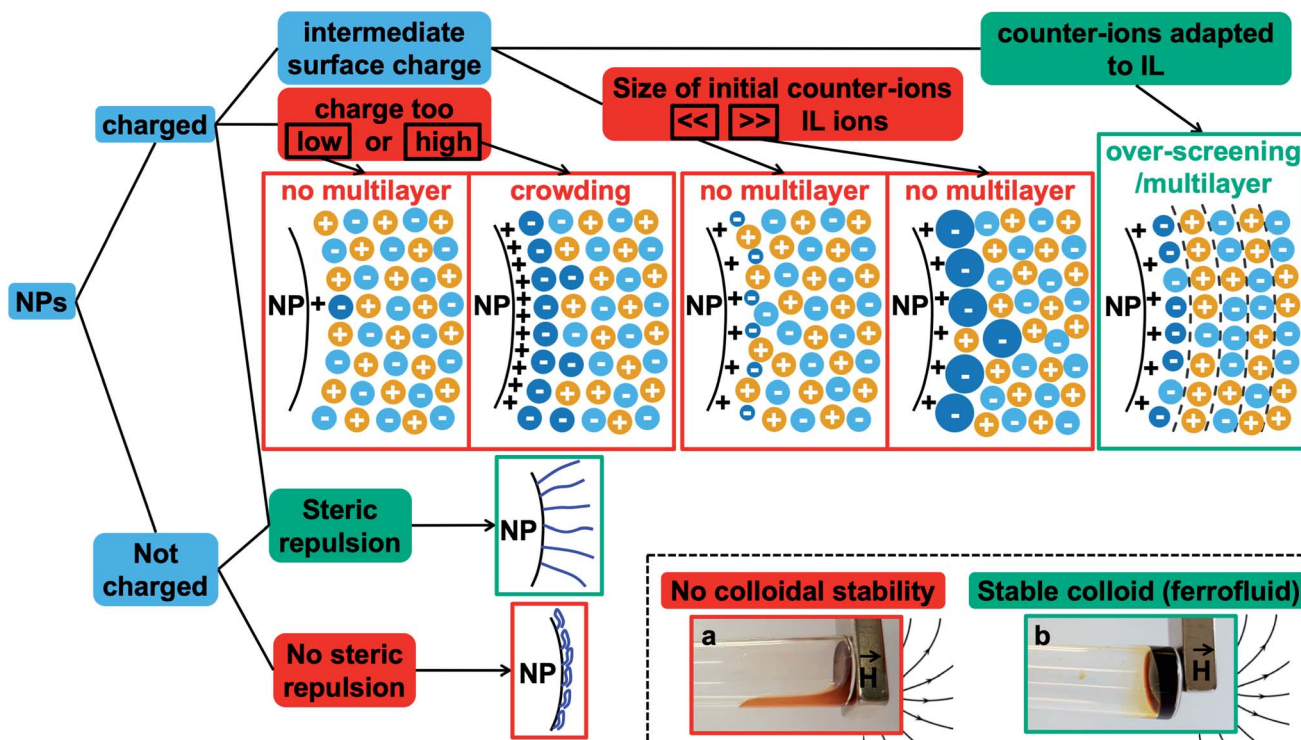 intermediate
surface charge
counter-ions adapted
to IL
charge too
low or high
Size of initial counter-ions
<< >> IL ions
charged
no multilayer
crowding
no multilayer
no multilayer
over-screening
/multilayer
NPs
NP
NP
NP
NP
NP
Steric
repulsion
NP
Not
charged
No steric
repulsion
NP
No colloidal stability
Stable colloid (ferrofluid)
a
H
b
H